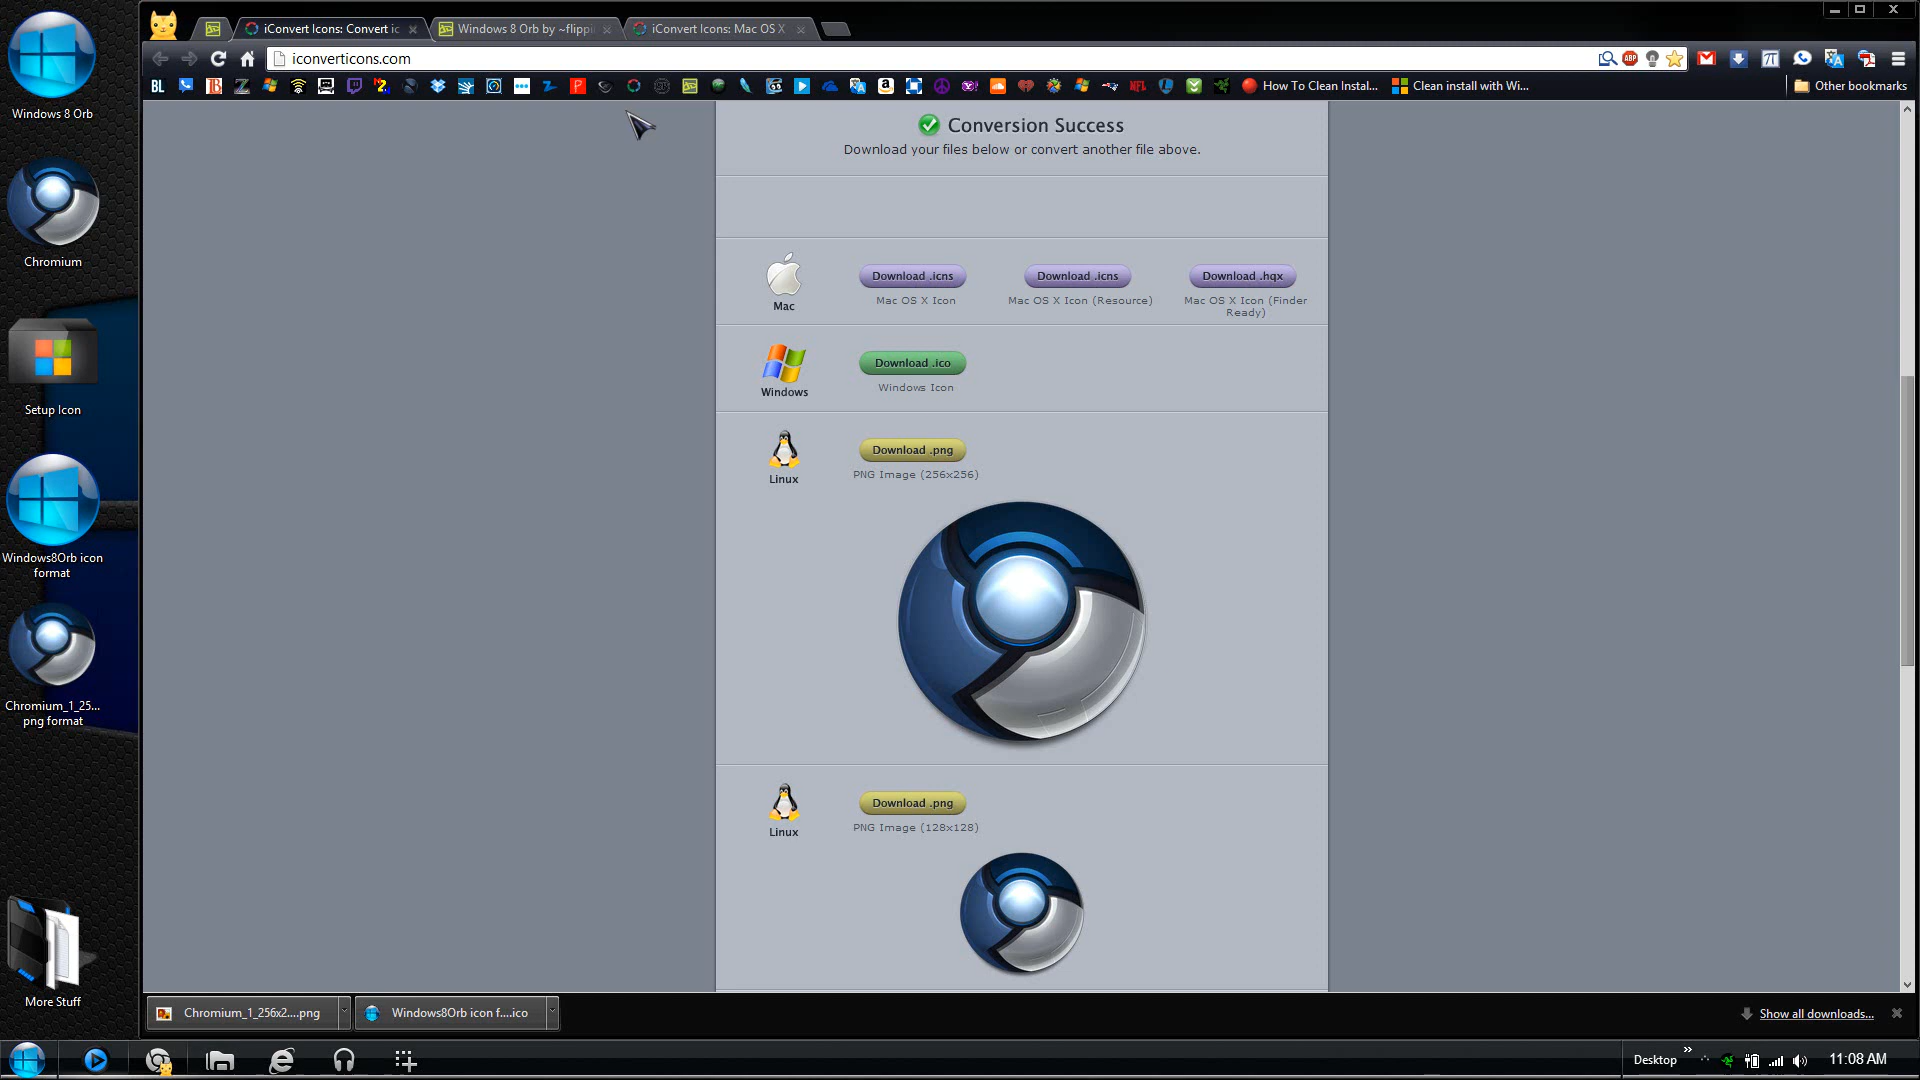 iConvert Icons: Convert ic
Windows 8 Orb by ~flippi
iConvert Icons: Mac OS X
iconverticons.com
BL
How To Clean Instal...
Clean install with Wi...
Other bookmarks
Windows 8 Orb
Chromium
Setup Icon
Windows8Orb icon
format
Chromium_1_25...
png format
More Stuff
Conversion Success
Download your files below or convert another file above.
Mac
Download .icns
Mac OS X Icon
Download .icns
Mac OS X Icon (Resource)
Download .hqx
Mac OS X Icon (Finder
Ready)
Windows
Download .ico
Windows Icon
Linux
Download .png
PNG Image (256x256)
Linux
Download .png
PNG Image (128x128)
Chromium_1_256x2....png
Windows8Orb icon f....ico
Show all downloads...
Desktop
11:08 AM